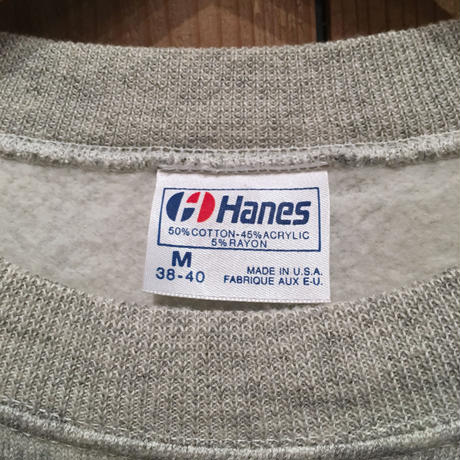 Hanes
50% COTTON-45% ACRYLIC
5% RAYON
M
38-40
MADE IN U.S.A.
FABRIQUE AUX E-U.